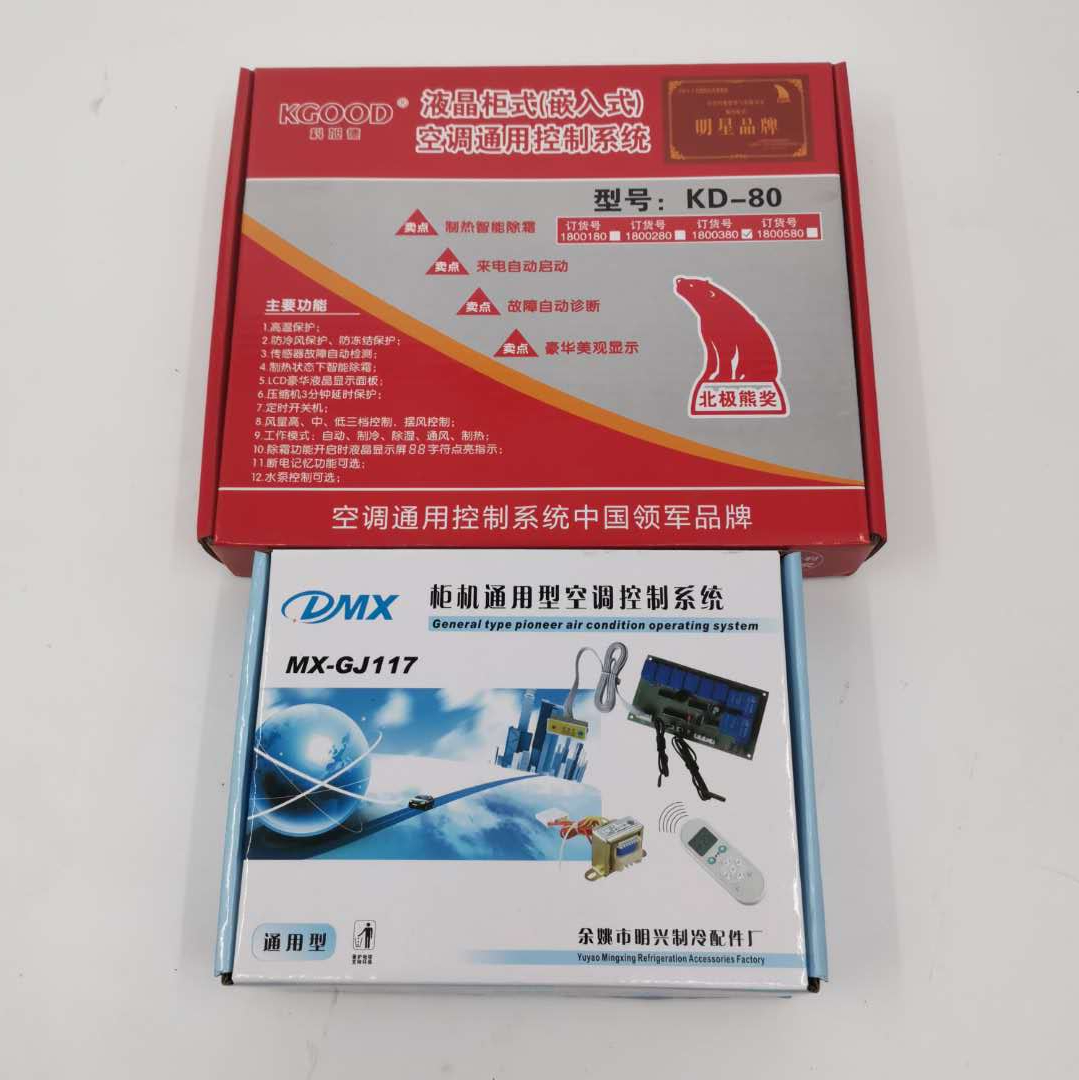 KGOOD®
科能德
液晶柜式(嵌入式)
空调通用控制系统
明星品牌
型号：KD-80
订货号 订货号 订货号 订货号
1800180 1800280 1800380 1800580
卖点 制热智能除霜
卖点 来电自动启动
卖点 故障自动诊断
卖点 豪华美观显示
主要功能
1.高温保护；
2.防冷风保护、防冻结保护；
3.传感器故障自动检测；
4.制热状态下智能除霜；
5.LCD豪华液晶显示面板；
6.压缩机3分钟延时保护；
7.定时开关机；
8.风量高、中、低三档控制、摆风控制；
9.工作模式：自动、制冷、除湿、通风、制热；
10.除霜功能开启时液晶显示屏88字符点亮指示；
11.断电记忆功能可选；
12.水泵控制可选；
北极熊奖
空调通用控制系统中国领军品牌
DMX
柜机通用型空调控制系统
General type pioneer air condition operating system
MX-GJ117
通用型
余姚市明兴制冷配件厂
Yuyao Mingxing Refrigeration Accessories Factory